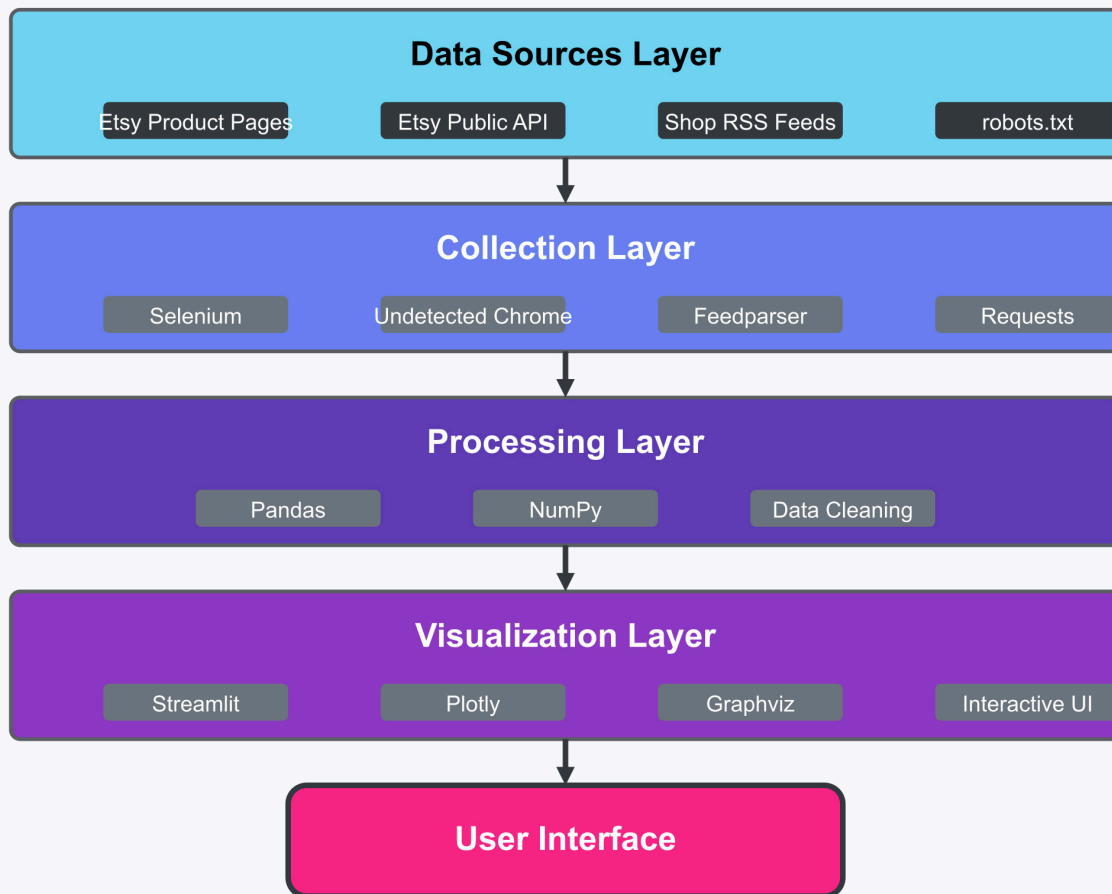 Data Sources Layer
Etsy Product Pages
Etsy Public API
Shop RSS Feeds
robots.txt
Collection Layer
Selenium
Undetected Chrome
Feedparser
Requests
Processing Layer
Pandas
NumPy
Data Cleaning
Visualization Layer
Streamlit
Plotly
Graphviz
Interactive UI
User Interface